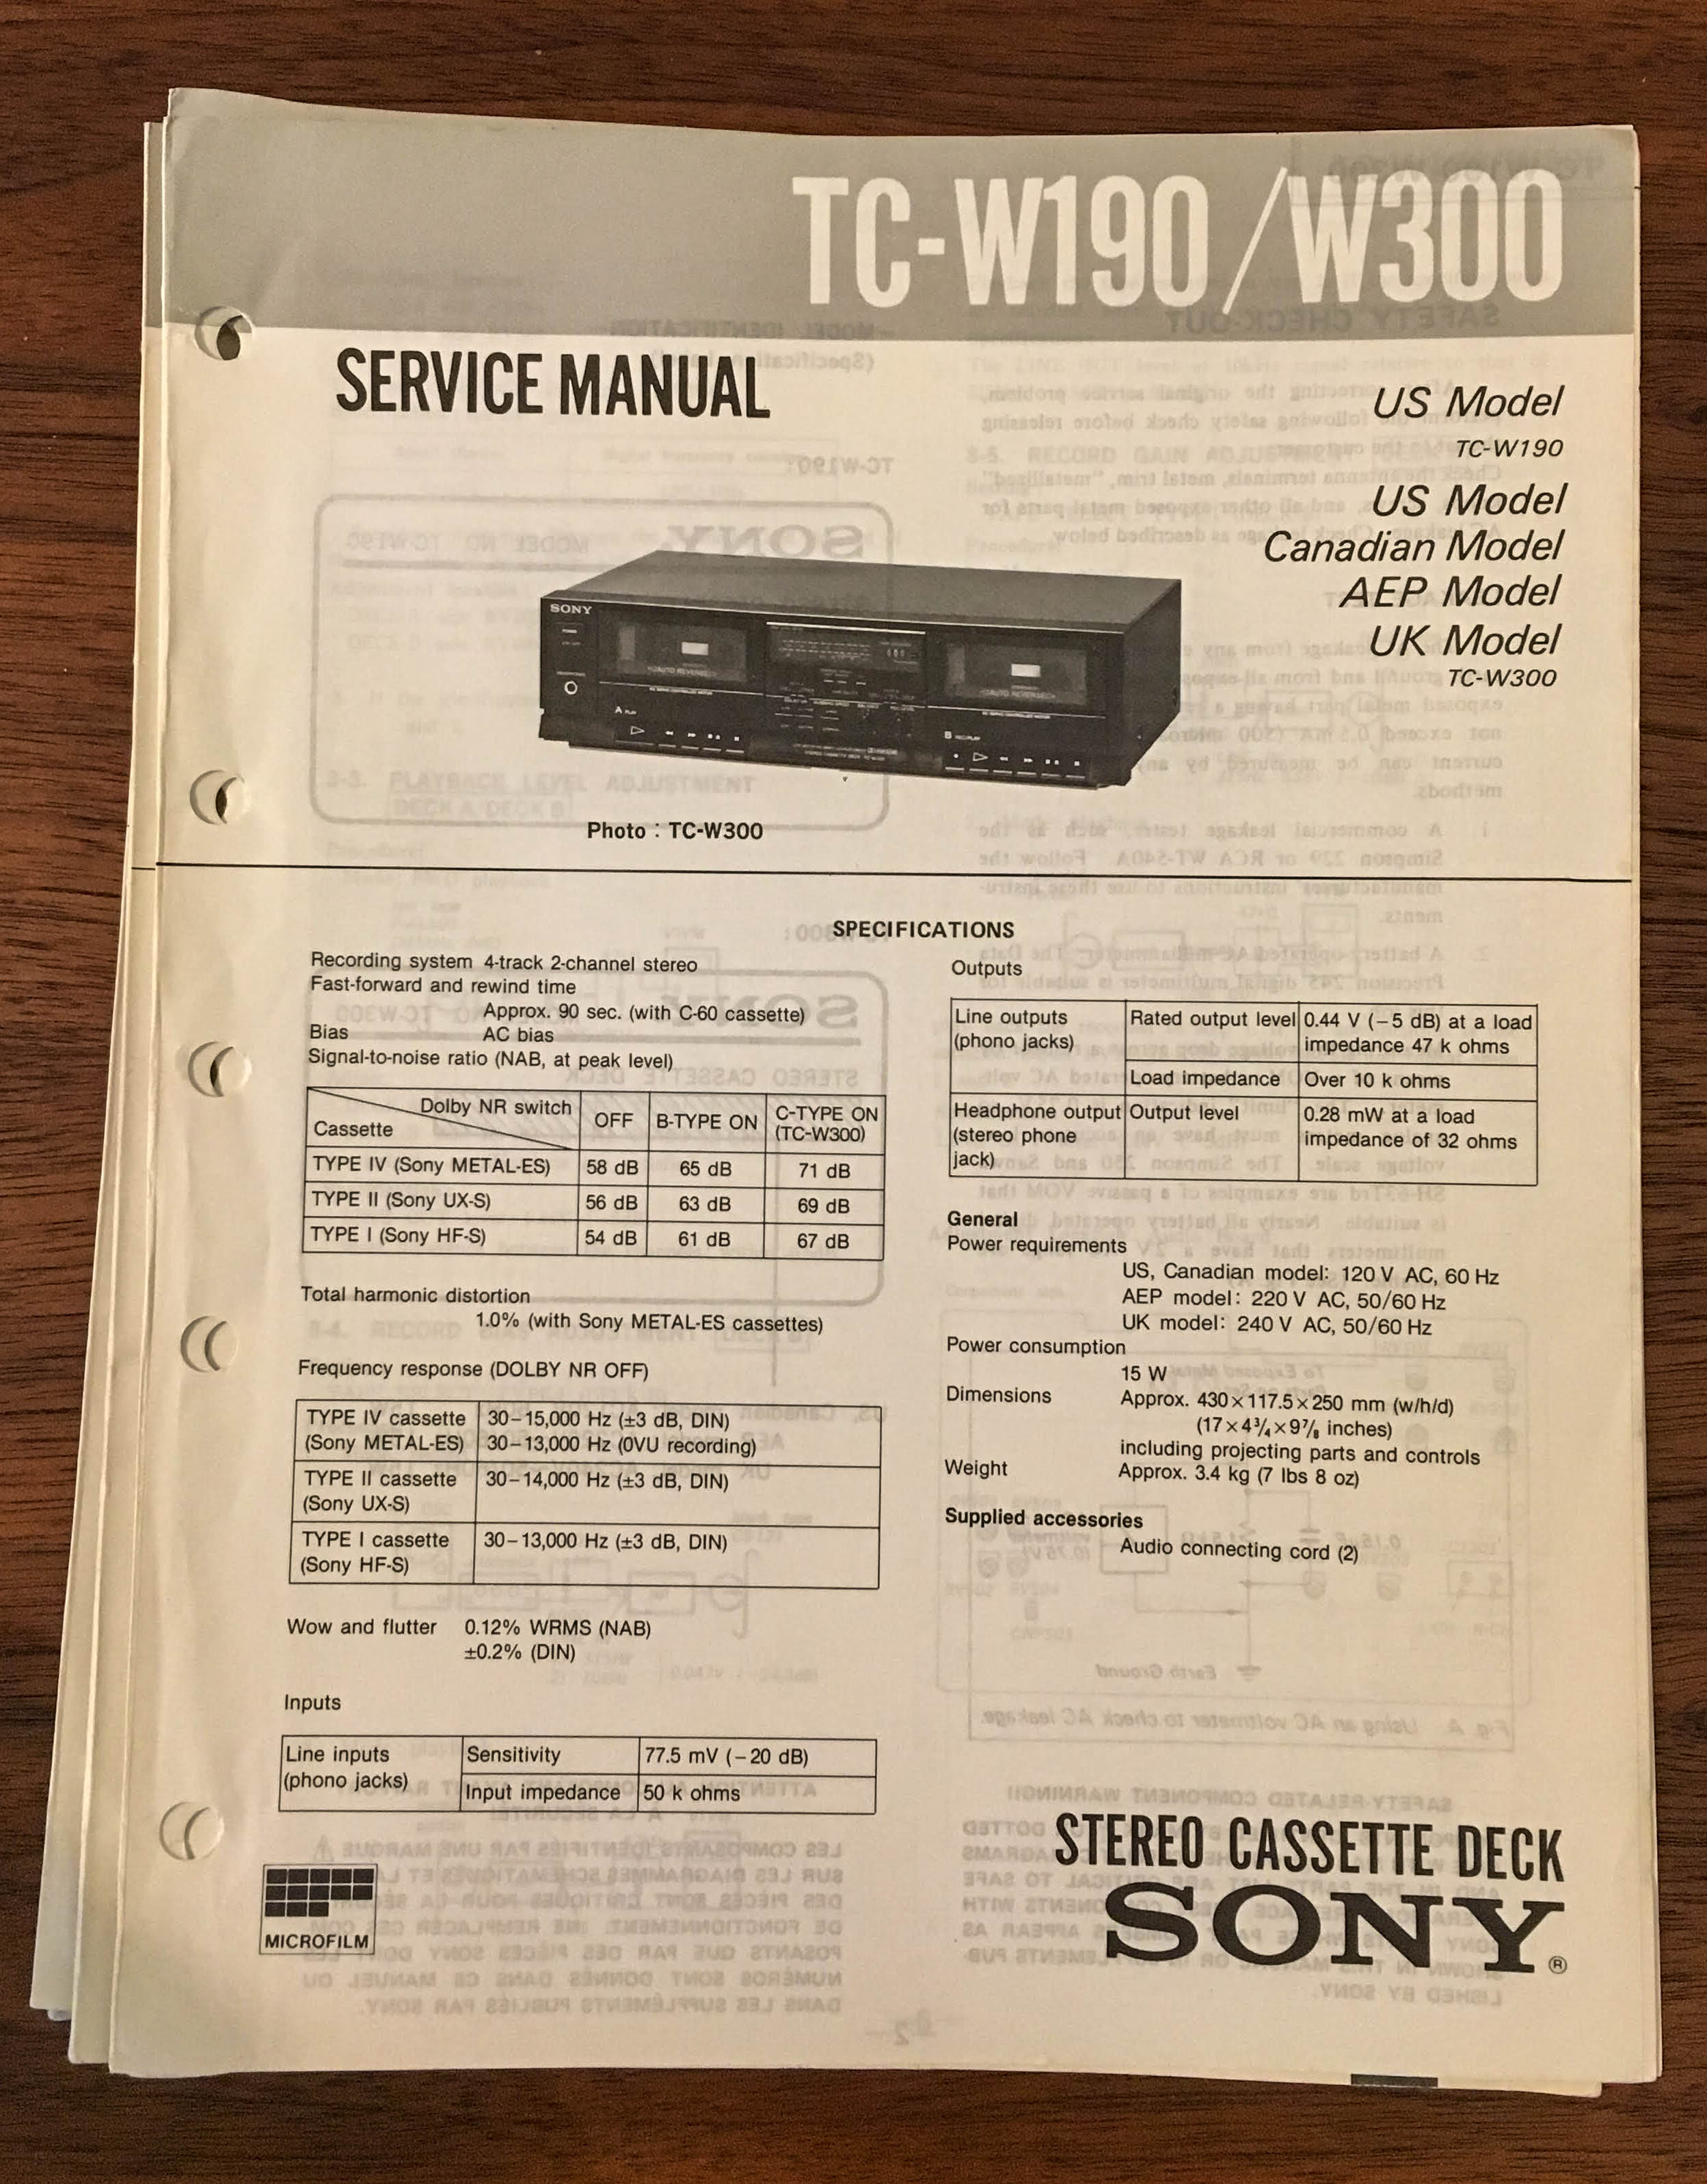 TC-W190/W300
SERVICE MANUAL
US Model
TC-W190
US Model
Canadian Model
AEP Model
UK Model
TC-W300
SONY
POWER
<AUTO REVERSE>
<AUTO REVERSE>
A PLAY
B REC/PLAY
Photo : TC-W300
SPECIFICATIONS
Recording system 4-track 2-channel stereo
Fast-forward and rewind time
Approx. 90 sec. (with C-60 cassette)
Bias AC bias
Signal-to-noise ratio (NAB, at peak level)
Dolby NR switch
Cassette
OFF
B-TYPE ON
C-TYPE ON
(TC-W300)
TYPE IV (Sony METAL-ES) 58 dB 65 dB 71 dB
TYPE II (Sony UX-S) 56 dB 63 dB 69 dB
TYPE I (Sony HF-S) 54 dB 61 dB 67 dB
Total harmonic distortion
1.0% (with Sony METAL-ES cassettes)
Frequency response (DOLBY NR OFF)
TYPE IV cassette 30–15,000 Hz (±3 dB, DIN)
(Sony METAL-ES) 30–13,000 Hz (0VU recording)
TYPE II cassette 30–14,000 Hz (±3 dB, DIN)
(Sony UX-S)
TYPE I cassette 30–13,000 Hz (±3 dB, DIN)
(Sony HF-S)
Wow and flutter 0.12% WRMS (NAB)
±0.2% (DIN)
Inputs
Line inputs Sensitivity 77.5 mV (–20 dB)
(phono jacks)
Input impedance 50 k ohms
MICROFILM
Outputs
Line outputs Rated output level 0.44 V (–5 dB) at a load
(phono jacks) impedance 47 k ohms
Load impedance Over 10 k ohms
Headphone output Output level 0.28 mW at a load
(stereo phone impedance of 32 ohms
jack)
General
Power requirements
US, Canadian model: 120 V AC, 60 Hz
AEP model: 220 V AC, 50/60 Hz
UK model: 240 V AC, 50/60 Hz
Power consumption
15 W
Dimensions Approx. 430×117.5×250 mm (w/h/d)
(17×4¾×9⅞ inches)
including projecting parts and controls
Weight Approx. 3.4 kg (7 lbs 8 oz)
Supplied accessories
Audio connecting cord (2)
STEREO CASSETTE DECK
SONY®